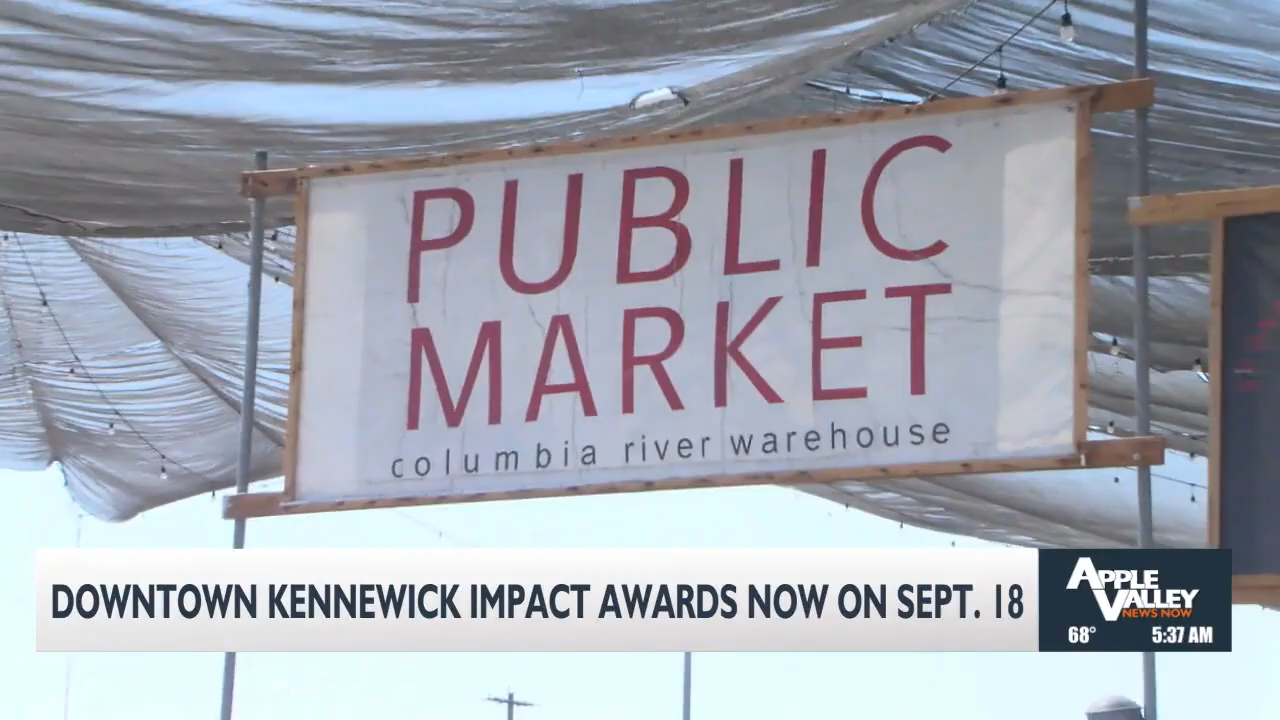 PUBLIC
MARKET
columbia river warehouse
DOWNTOWN KENNEWICK IMPACT AWARDS NOW ON SEPT. 18
APPLE
VALLEY
NEWS NOW
68° 5:37 AM